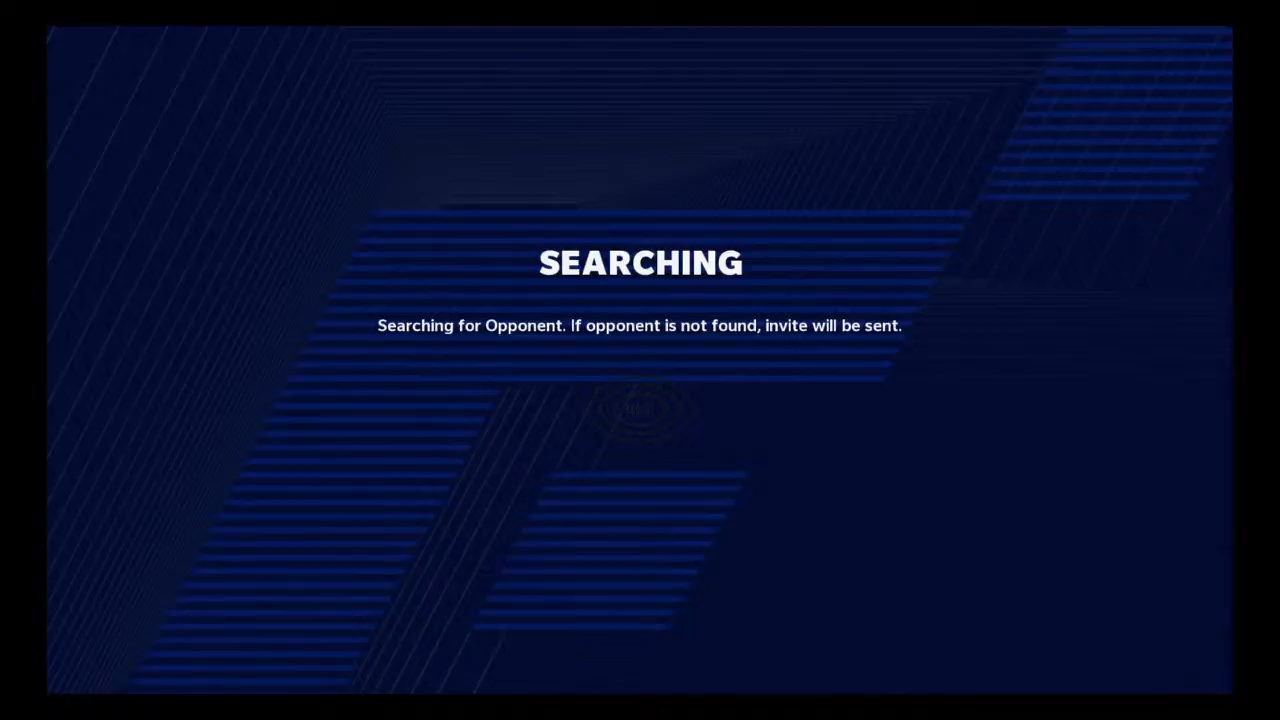 SEARCHING
Searching for Opponent. If opponent is not found, invite will be sent.